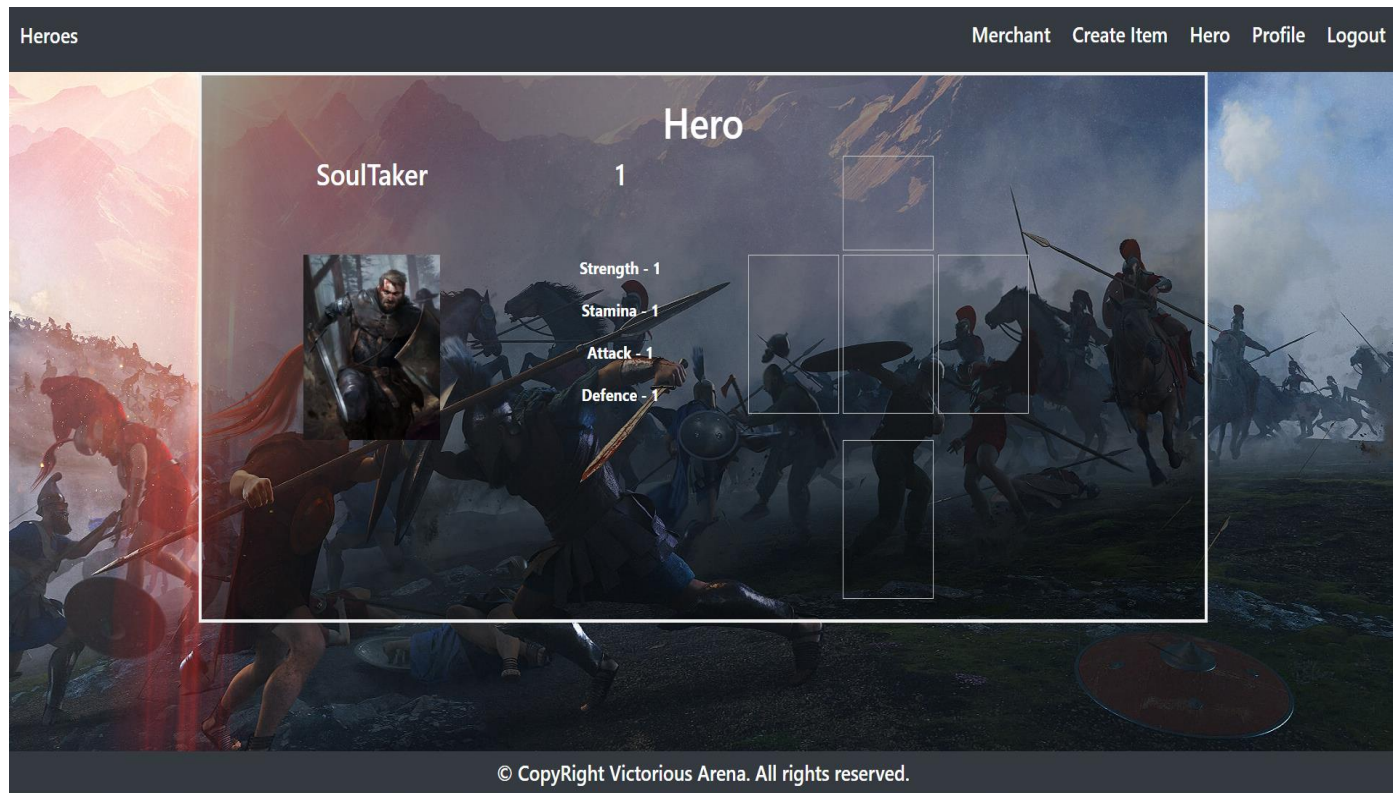 Heroes
Merchant Create Item Hero Profile Logout
Hero
SoulTaker 1
Strength - 1
Stamina - 1
Attack - 1
Defence - 1
© CopyRight Victorious Arena. All rights reserved.